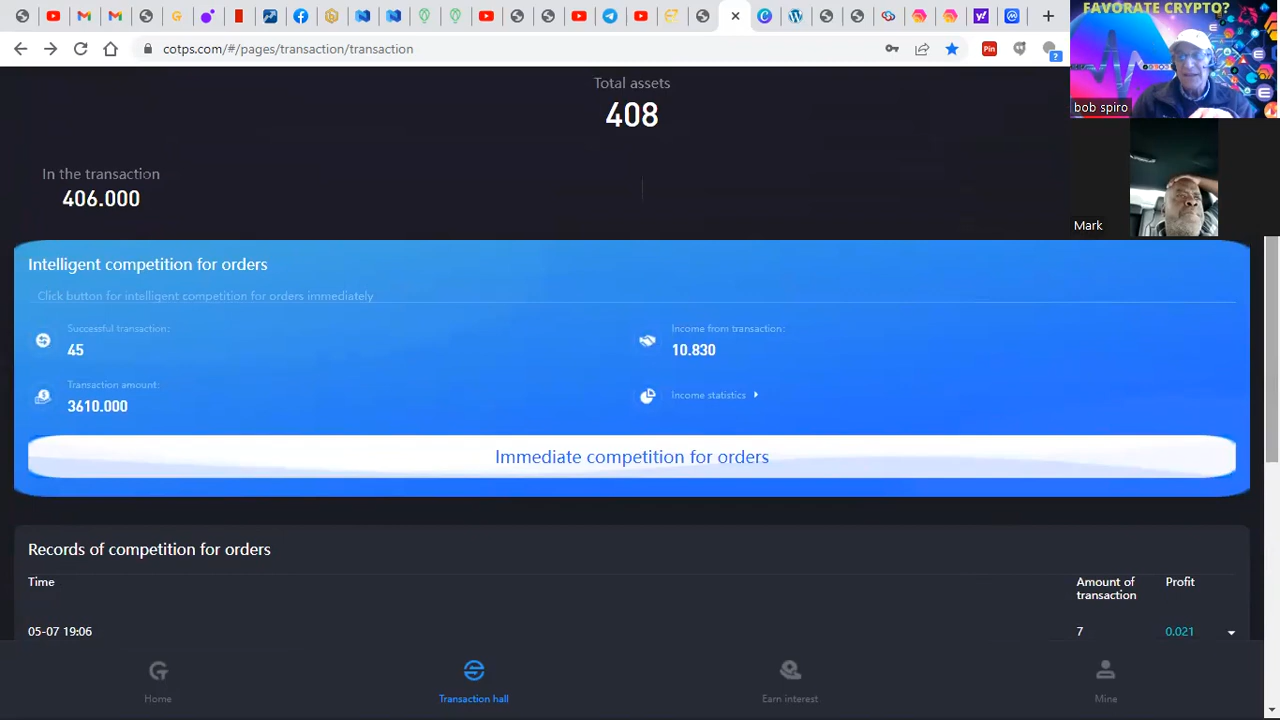 FAVORATE CRYPTO?
cotps.com/#/pages/transaction/transaction
Pin
bob spiro
Mark
Total assets
408
In the transaction
406.000
Intelligent competition for orders
Click button for intelligent competition for orders immediately
Successful transaction:
45
Income from transaction:
10.830
Transaction amount:
3610.000
Income statistics
Immediate competition for orders
Records of competition for orders
Time
Amount of
transaction
Profit
05-07 19:06
7
0.021
Home
Transaction hall
Earn interest
Mine